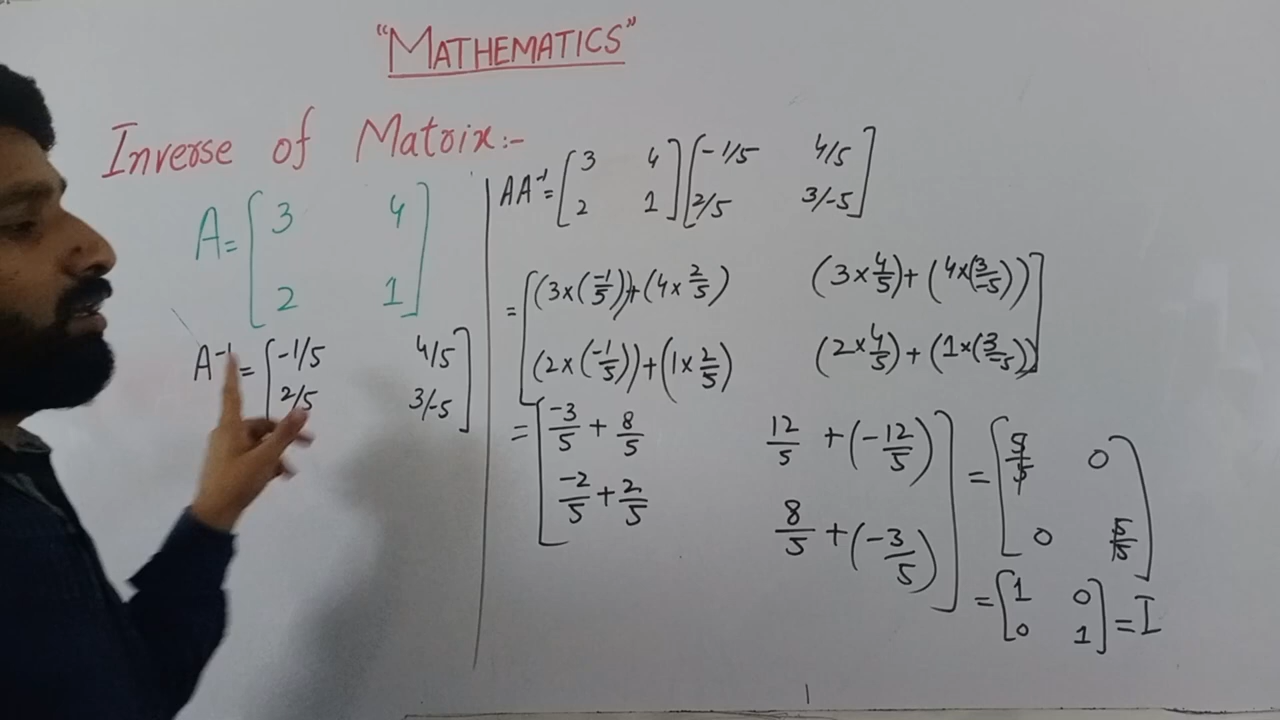 "MATHEMATICS"
Inverse of Matrix:-
A= [3 4
2 1]
A⁻¹= [-1/5 4/5
2/5 3/-5]
AA⁻¹= [3 4 [-1/5 4/5
2 1] 2/5 3/-5]
= [(3×(-1/5))+(4×2/5) (3×4/5)+(4×(3/-5))
(2×(-1/5))+(1×2/5) (2×4/5)+(1×(3/-5))]
= [-3/5 + 8/5 12/5 +(-12/5)
-2/5 + 2/5 8/5 +(-3/5)]
= [5/5 0
0 5/5]
= [1 0
0 1] = I